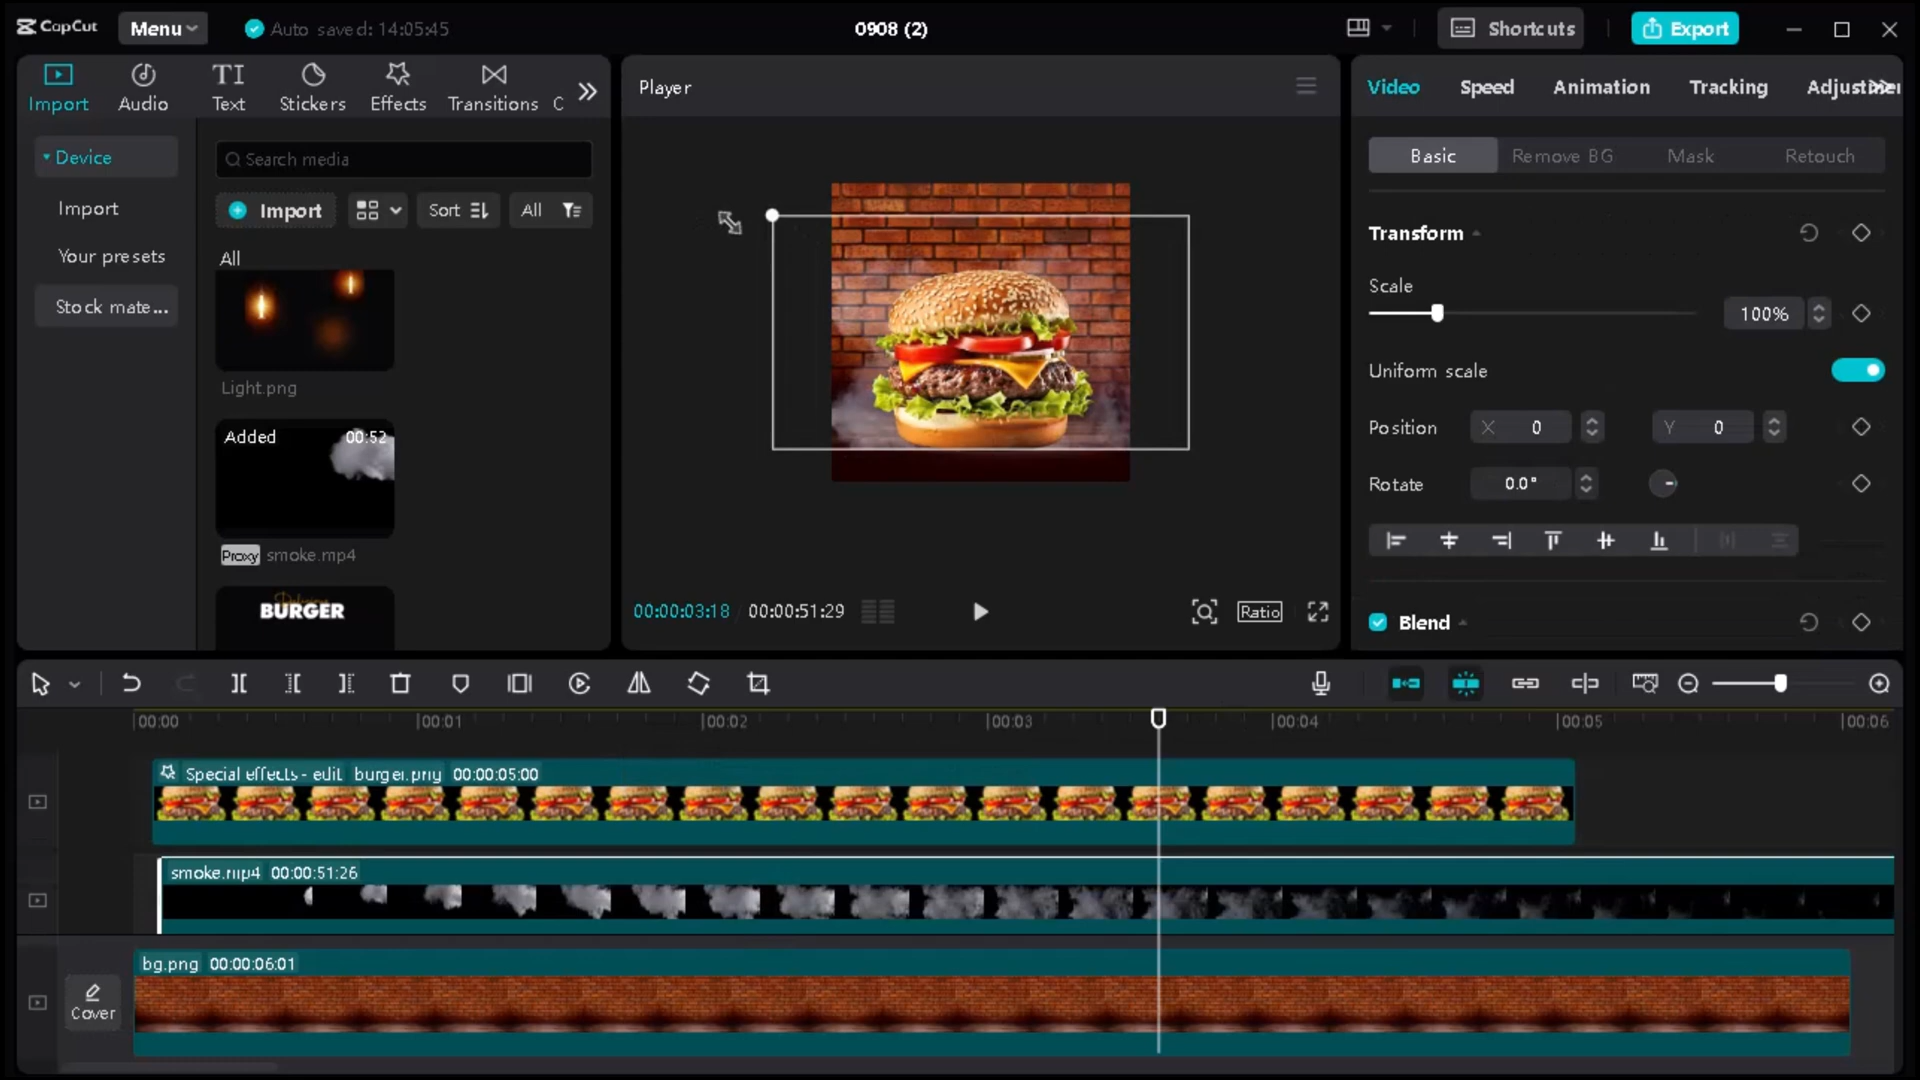 CapCut Menu Auto saved: 14:05:45 0908 (2) Shortcuts Export
Import Audio Text Stickers Effects Transitions C
Device
Import
Your presets
Stock mate...
Search media
Import Sort All
All
Light.png
Added 00:52
Proxy smoke.mp4
BURGER
Player
00:00:03:18 / 00:00:51:29 Ratio
Video Speed Animation Tracking
Basic Remove BG Mask Retouch
Transform
Scale
100%
Uniform scale
Position X 0 Y 0
Rotate 0.0°
Blend
00:00 00:01 00:02 00:03 00:04 00:05 00:06
Special effects - edit burger.png 00:00:05:00
smoke.mp4 00:00:51:26
bg.png 00:00:06:01
Cover